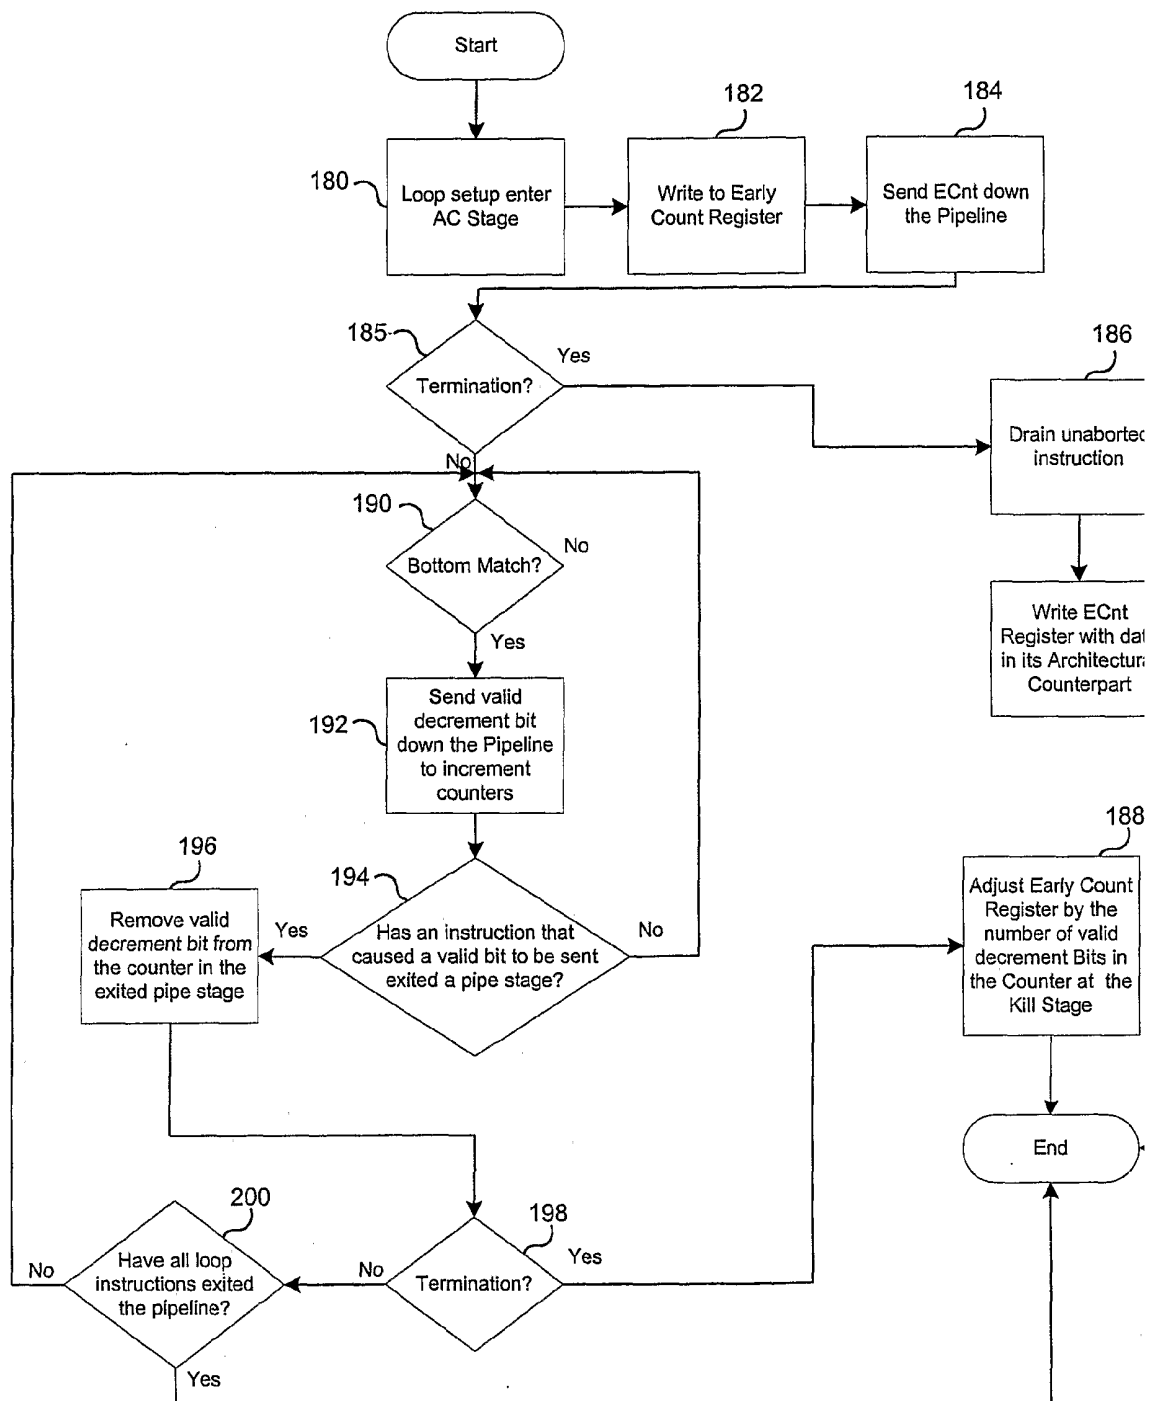 Start
182
184
180
Loop setup enter
AC Stage
Write to Early
Count Register
Send ECnt down
the Pipeline
185
Termination?
Yes
186
Drain unaborted
instruction
No
190
Bottom Match?
No
Yes
Write ECnt
Register with
in its
Counterpart
192
Send valid
decrement bit
down the Pipeline
to increment
counters
188
Adjust Early Count
Register by the
number of valid
decrement Bits in
the Counter at the
Kill Stage
196
Remove valid
decrement bit from
the counter in the
exited pipe stage
Yes
194
Has an instruction that
caused a valid bit to be sent
exited a pipe stage?
No
End
200
Have all loop
instructions exited
the pipeline?
No
Yes
198
Termination?
No
Yes